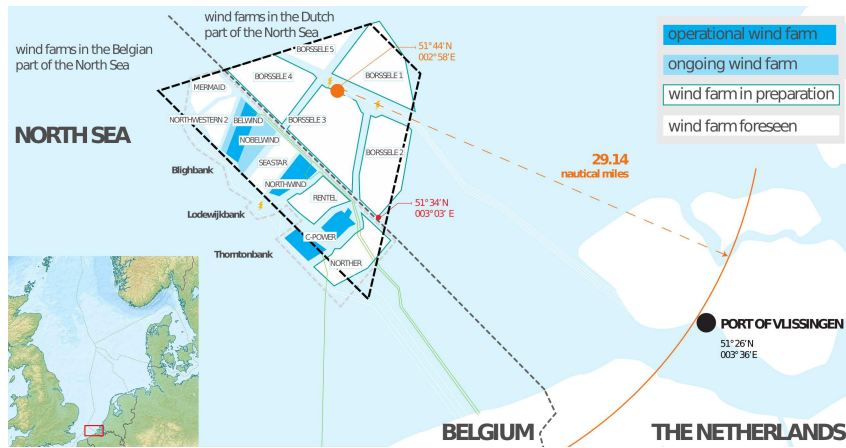 wind farms in the Dutch
part of the North Sea
wind farms in the Belgian
part of the North Sea
NORTH SEA
operational wind farm
ongoing wind farm
wind farm in preparation
wind farm foreseen
51°44’N
002°58’E
BORSSELE 5
BORSSELE 4
BORSSELE 1
MERMAID
NORTHWESTERN 2
BELWIND
BORSSELE 3
NOBELWIND
BORSSELE 2
SEASTAR
Blighbank
NORTHWIND
RENTEL
51°34’N
003°03’ E
Lodewijkbank
C-POWER
Thorntonbank
NORTHER
29.14
nautical miles
PORT OF VLISSINGEN
51°26’N
003°36’E
BELGIUM
THE NETHERLANDS